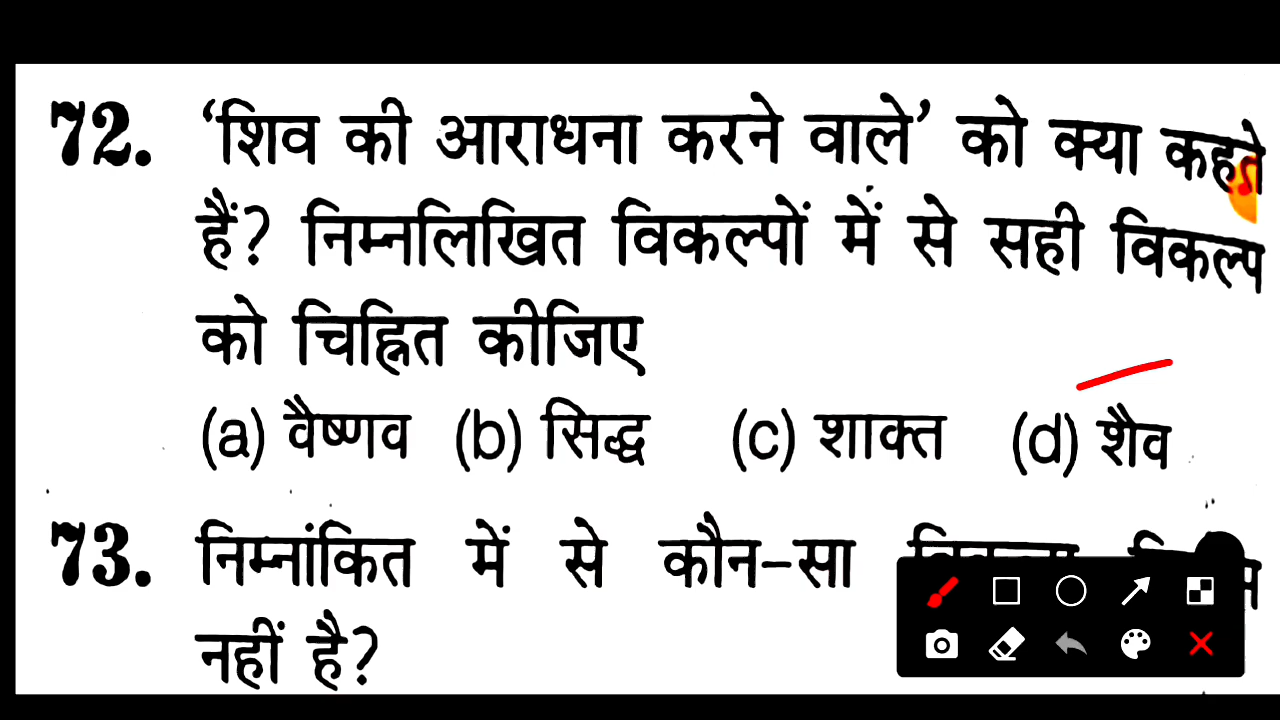 72. ‘शिव की आराधना करने वाले’ को क्या कहते
हैं? निम्नलिखित विकल्पों में से सही विकल्प
को चिह्नित कीजिए
(a) वैष्णव (b) सिद्ध (c) शाक्त (d) शैव
73. निम्नांकित में से कौन-सा
नहीं है?